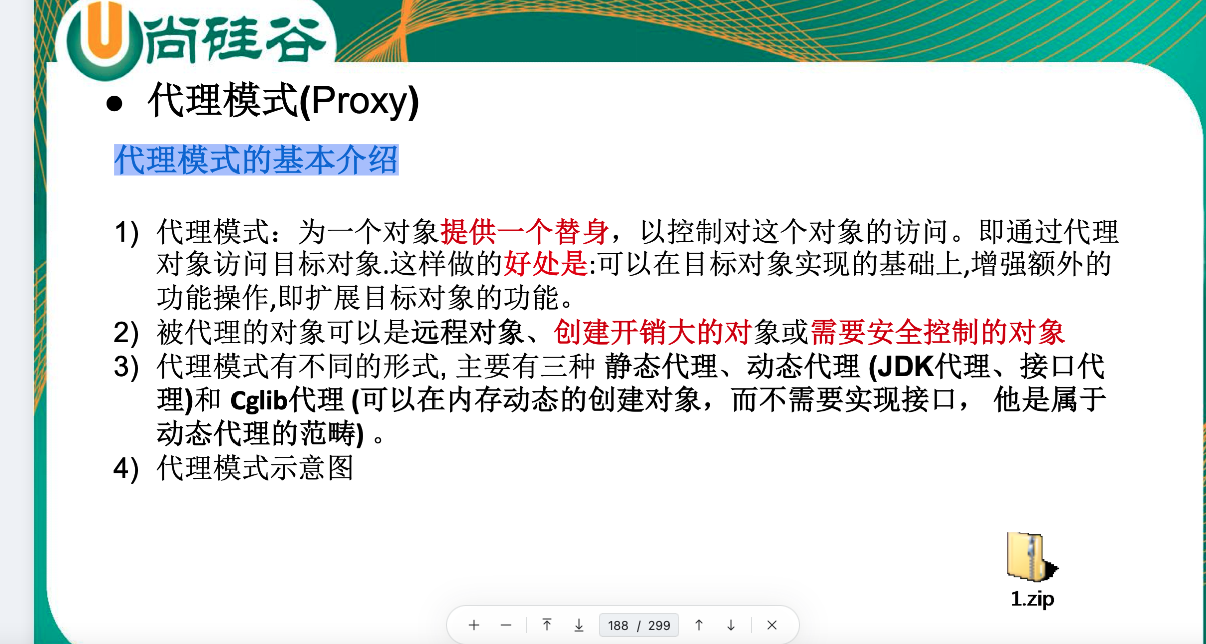 尚硅谷
● 代理模式(Proxy)
代理模式的基本介绍
1) 代理模式：为一个对象提供一个替身，以控制对这个对象的访问。即通过代理
对象访问目标对象.这样做的好处是:可以在目标对象实现的基础上,增强额外的
功能操作,即扩展目标对象的功能。
2) 被代理的对象可以是远程对象、创建开销大的对象或需要安全控制的对象
3) 代理模式有不同的形式, 主要有三种 静态代理、动态代理 (JDK代理、接口代
理)和 Cglib代理 (可以在内存动态的创建对象，而不需要实现接口， 他是属于
动态代理的范畴) 。
4) 代理模式示意图
1.zip
188 / 299